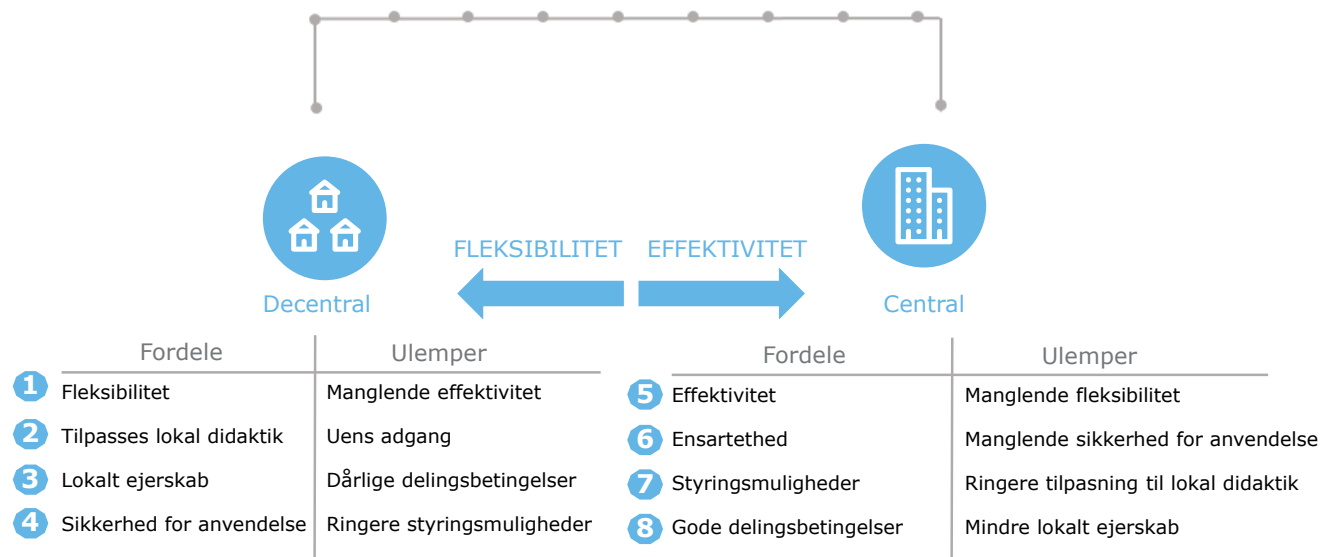 FLEKSIBILITET EFFEKTIVITET
Decentral
Central
Fordele Ulemper
1 Fleksibilitet Manglende effektivitet
2 Tilpasses lokal didaktik Uens adgang
3 Lokalt ejerskab Dårlige delingsbetingelser
4 Sikkerhed for anvendelse Ringere styringsmuligheder
Fordele Ulemper
5 Effektivitet Manglende fleksibilitet
6 Ensartethed Manglende sikkerhed for anvendelse
7 Styringsmuligheder Ringere tilpasning til lokal didaktik
8 Gode delingsbetingelser Mindre lokalt ejerskab